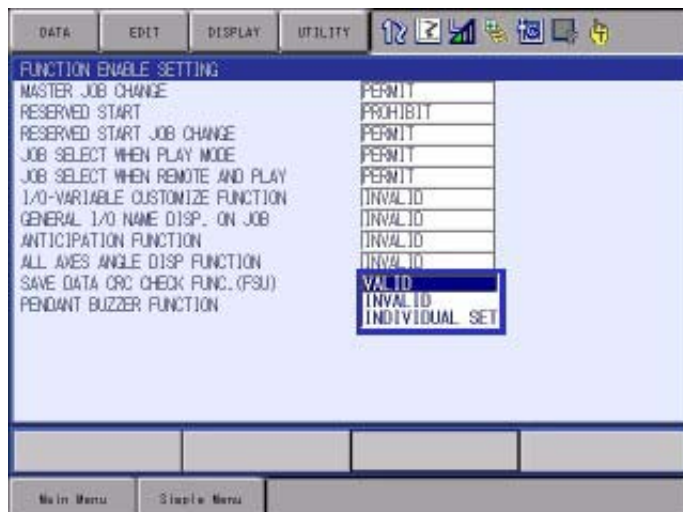 DATA EDIT DISPLAY UTILITY
FUNCTION ENABLE SETTING
MASTER JOB CHANGE PERMIT
RESERVED START PROHIBIT
RESERVED START JOB CHANGE PERMIT
JOB SELECT WHEN PLAY MODE PERMIT
JOB SELECT WHEN REMOTE AND PLAY PERMIT
I/O-VARIABLE CUSTOMIZE FUNCTION INVALID
GENERAL I/O NAME DISP. ON JOB INVALID
ANTICIPATION FUNCTION INVALID
ALL AXES ANGLE DISP FUNCTION INVALID
SAVE DATA CRC CHECK FUNC.(FSU) VALID
PENDANT BUZZER FUNCTION INVALID
INDIVIDUAL SET
Main Menu Simple Menu